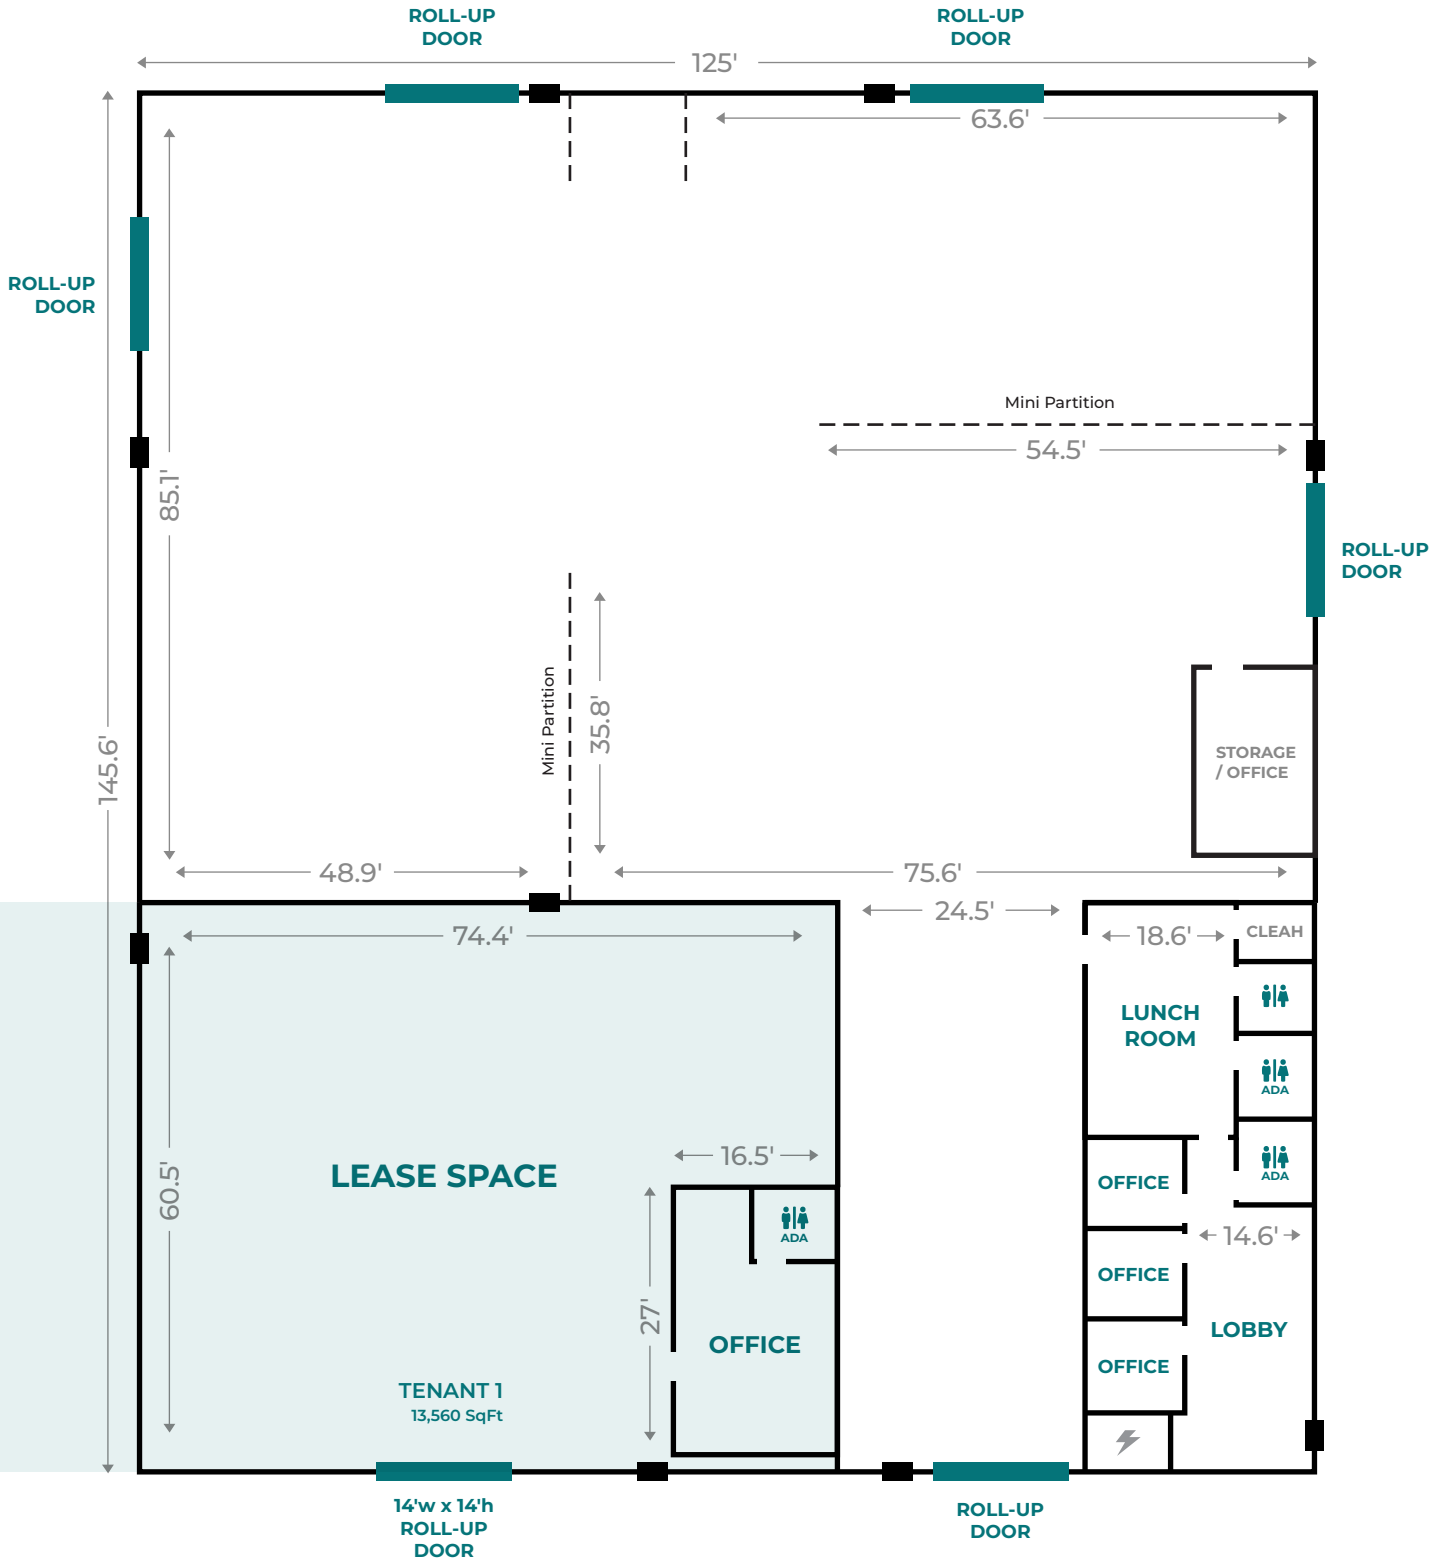 ROLL-UP
DOOR
ROLL-UP
DOOR
125'
63.6'
ROLL-UP
DOOR
Mini Partition
54.5'
85.1'
ROLL-UP
DOOR
Mini Partition
35.8'
145.6'
STORAGE
/ OFFICE
48.9'
75.6'
24.5'
74.4'
18.6'
CLEAH
LUNCH
ROOM
ADA
16.5'
LEASE SPACE
60.5'
ADA
OFFICE
ADA
14.6'
OFFICE
27'
OFFICE
LOBBY
OFFICE
TENANT 1
13,560 SqFt
14'w x 14'h
ROLL-UP
DOOR
ROLL-UP
DOOR